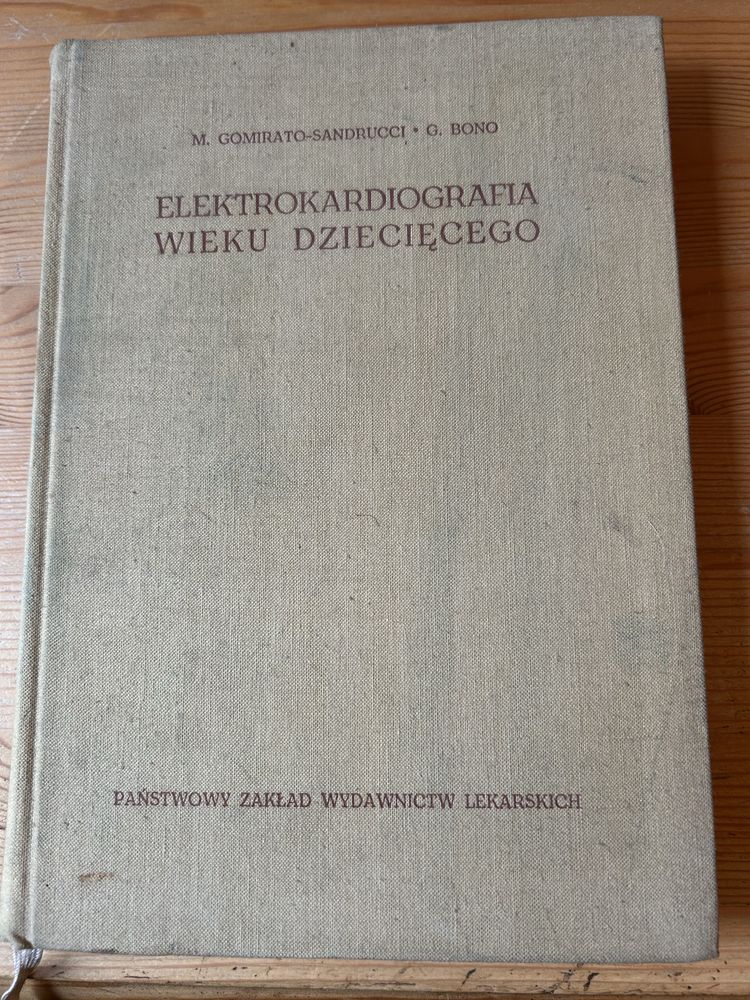 M. GOMIRATO-SANDRUCCI • G. BONO
ELEKTROKARDIOGRAFIA
WIEKU DZIECIĘCEGO
PAŃSTWOWY ZAKŁAD WYDAWNICTW LEKARSKICH